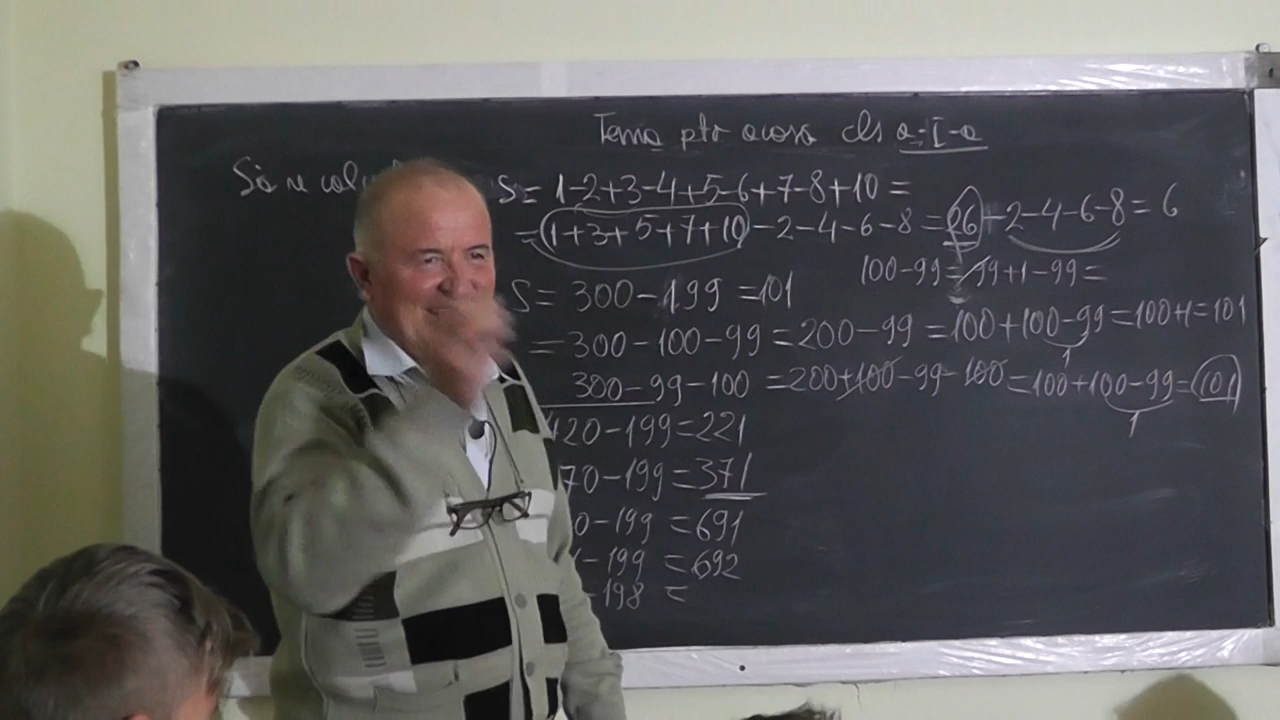 Tema ptr acasa cls a-I-a
Să se S= 1-2+3-4+5-6+7-8+10 =
=(1+3+5+7+10)-2-4-6-8 =26-2-4-6-8=6
100-99=99+1-99=
S= 300-199 =101
= 300-100-99=200-99 =100+100-99=100+1=101
1
300-99-100 =200+100-99-100=100+100-99=101
1
420-199=221
70-199=371
0-199 =691
-199 =692
-198 =